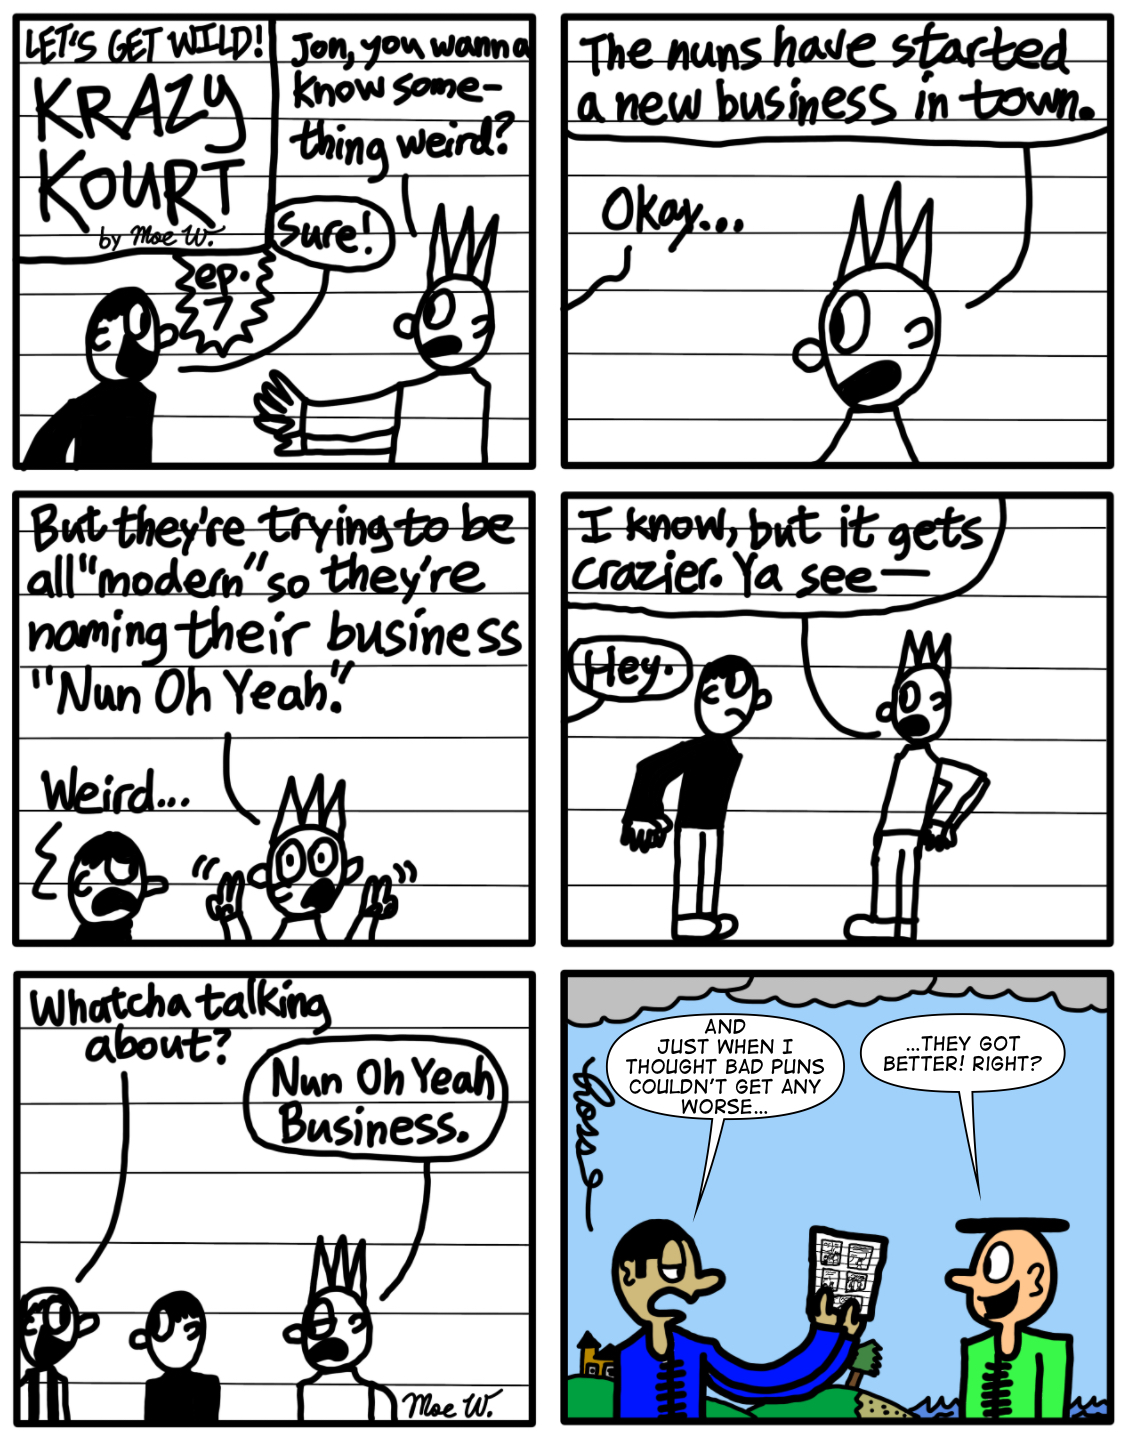 LET'S GET WILD!
KRAZY
KOURT
by Moe W.
ep.
7
Jon, you wanna
know some-
thing weird?
Sure!
The nuns have started
a new business in town.
Okay...
But they're trying to be
all "modern" so they're
naming their business
"Nun Oh Yeah".
Weird...
I know, but it gets
crazier. Ya see —
Hey.
Whatcha talking
about?
Nun Oh Yeah
Business.
Moe W.
AND
JUST WHEN I
THOUGHT BAD PUNS
COULDN'T GET ANY
WORSE...
...THEY GOT
BETTER! RIGHT?